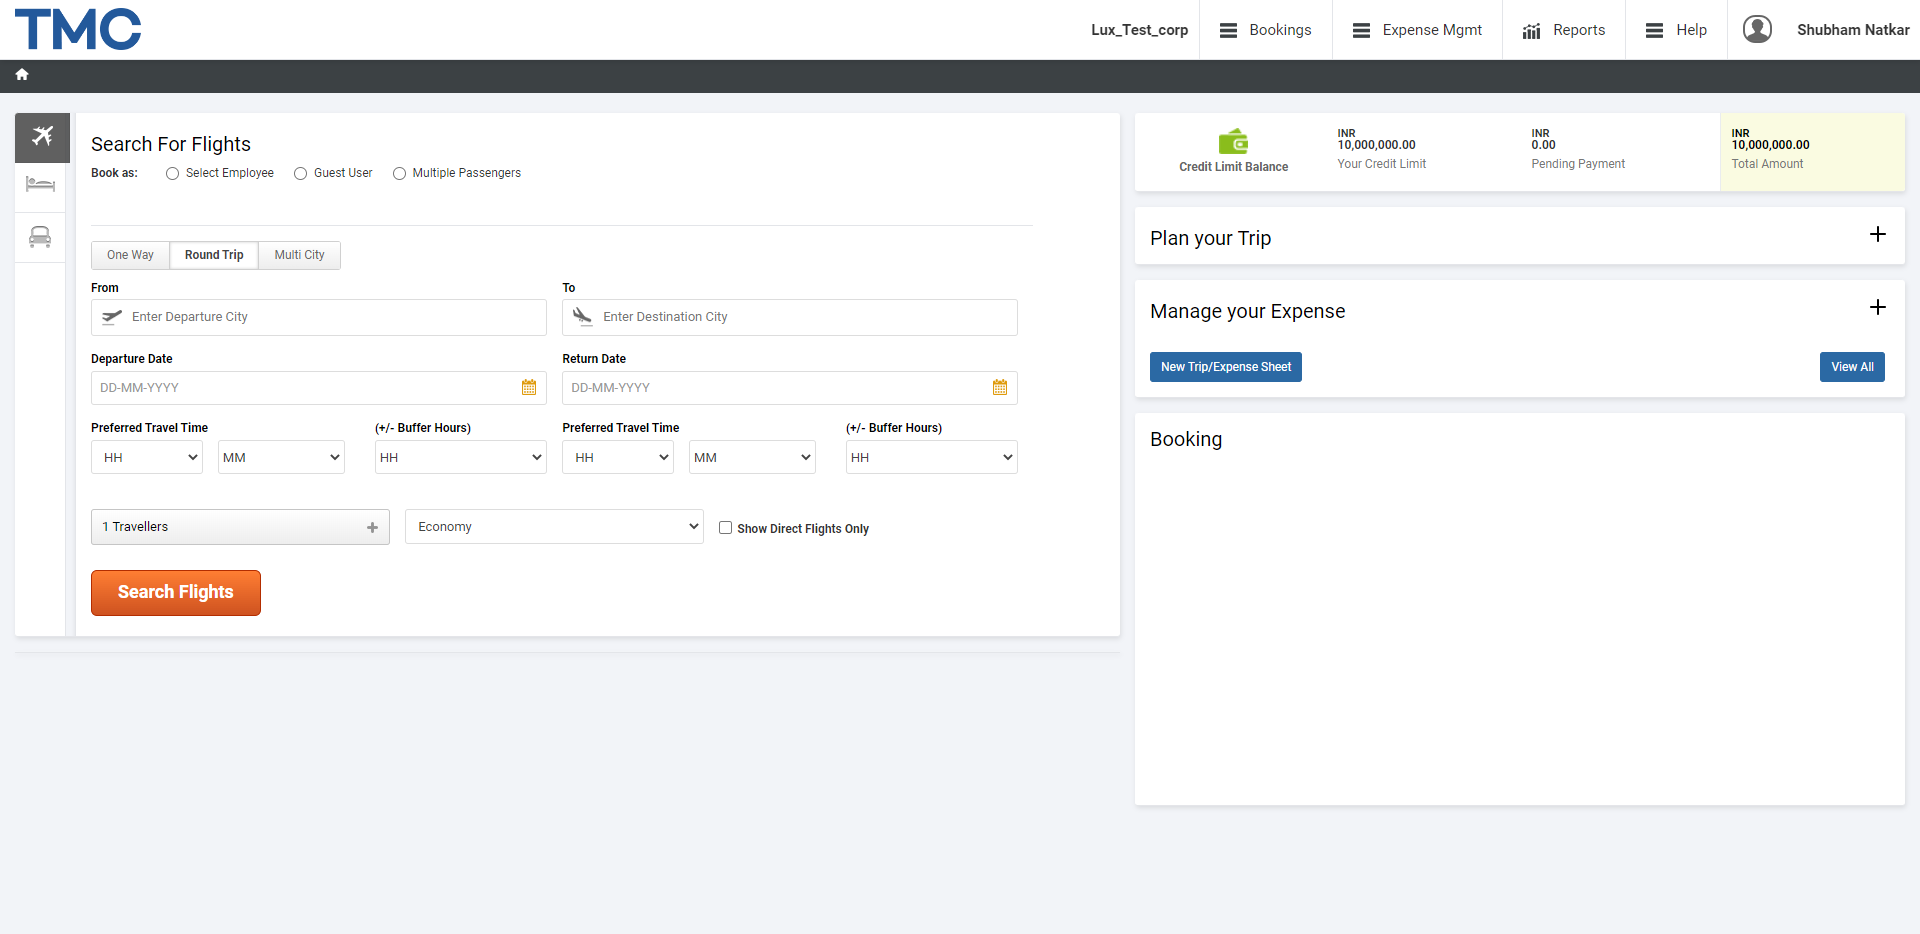 TMC
Lux_Test_corp
Bookings
Expense Mgmt
Reports
Help
Shubham Natkar
Search For Flights
Book as:
Select Employee
Guest User
Multiple Passengers
One Way
Round Trip
Multi City
From
To
Enter Departure City
Enter Destination City
Departure Date
Return Date
DD-MM-YYYY
DD-MM-YYYY
Preferred Travel Time
(+/- Buffer Hours)
Preferred Travel Time
(+/- Buffer Hours)
HH
MM
HH
HH
MM
HH
1 Travellers
Economy
Show Direct Flights Only
Search Flights
Credit Limit Balance
INR
10,000,000.00
Your Credit Limit
INR
0.00
Pending Payment
INR
10,000,000.00
Total Amount
Plan your Trip
Manage your Expense
New Trip/Expense Sheet
View All
Booking